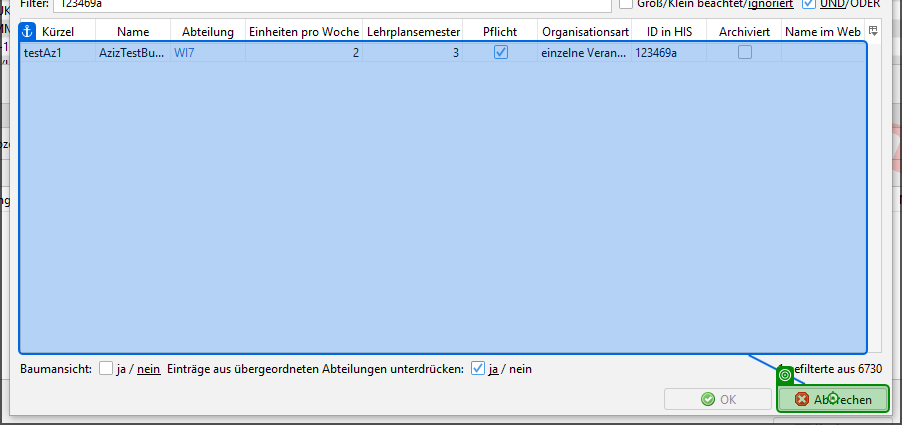 Filter: 123469a Groß/Klein beachtet/ignoriert UND/ODER
Kürzel Name Abteilung Einheiten pro Woche Lehrplansemester Pflicht Organisationsart ID in HIS Archiviert Name im Web
testAz1 AzizTestBu... WI7 2 3 einzelne Veran... 123469a
Baumansicht: ja / nein Einträge aus übergeordneten Abteilungen unterdrücken: ja / nein gefilterte aus 6730
OK Abbrechen